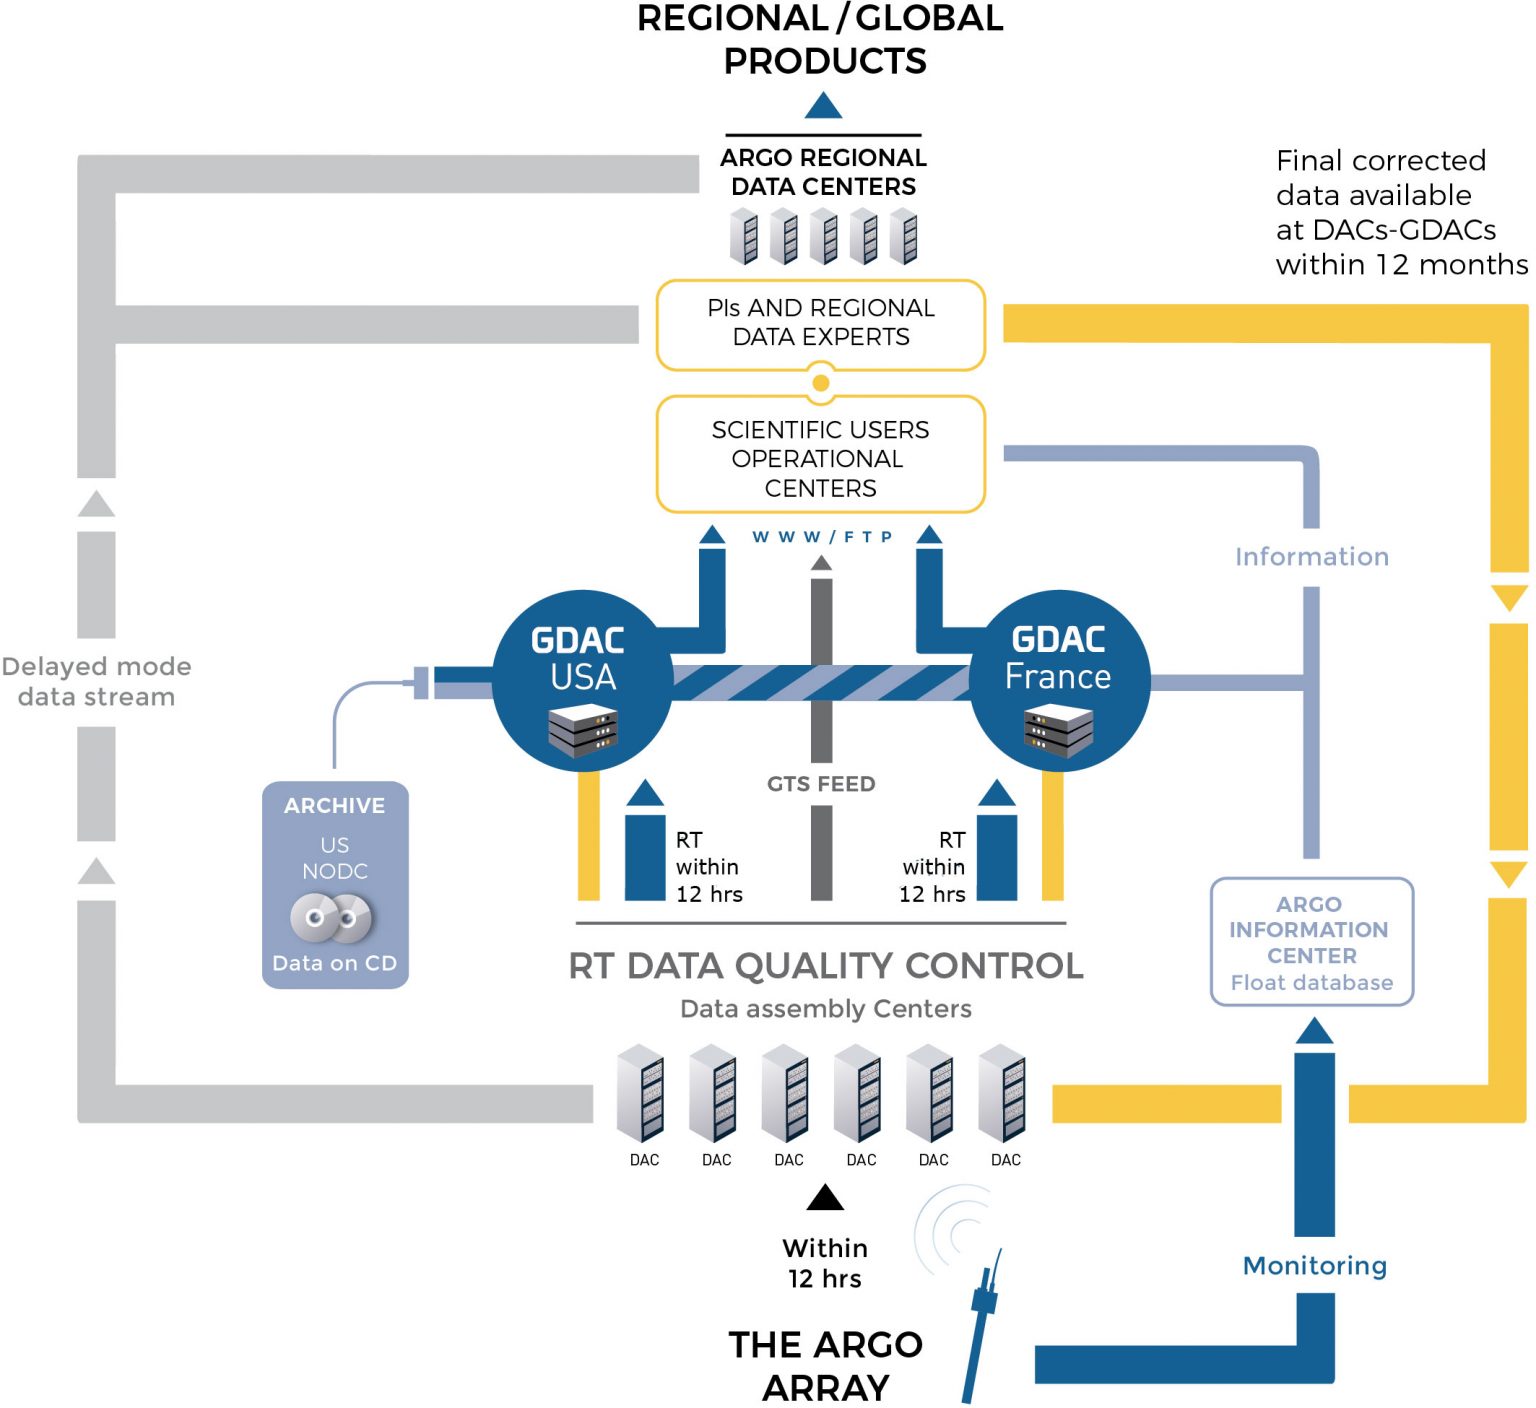 REGIONAL / GLOBAL
PRODUCTS
ARGO REGIONAL
DATA CENTERS
Final corrected
data available
at DACs-GDACs
within 12 months
PIs AND REGIONAL
DATA EXPERTS
SCIENTIFIC USERS
OPERATIONAL
CENTERS
WWW/FTP
Information
GDAC
USA
GDAC
France
Delayed mode
data stream
GTS FEED
ARCHIVE
US
NODC
Data on CD
RT
within
12 hrs
RT
within
12 hrs
ARGO
INFORMATION
CENTER
Float database
RT DATA QUALITY CONTROL
Data assembly Centers
DAC DAC DAC DAC DAC DAC
Within
12 hrs
Monitoring
THE ARGO
ARRAY